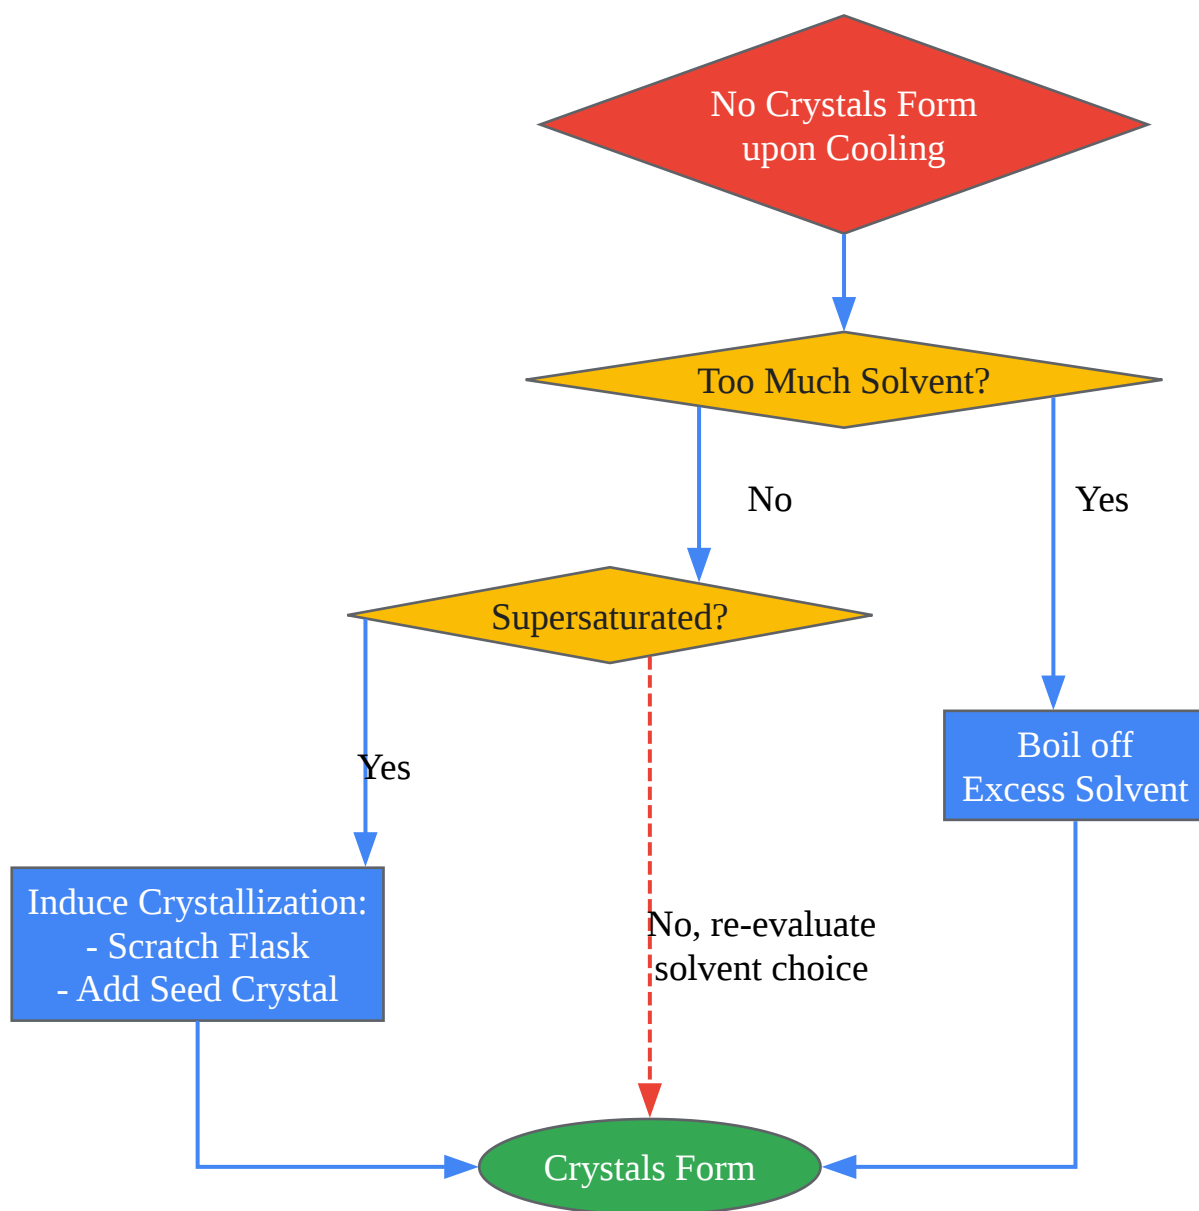 No Crystals Form
upon Cooling
Too Much Solvent?
No
Yes
Supersaturated?
Yes
Boil off
Excess Solvent
Induce Crystallization:
- Scratch Flask
- Add Seed Crystal
No, re-evaluate
solvent choice
Crystals Form